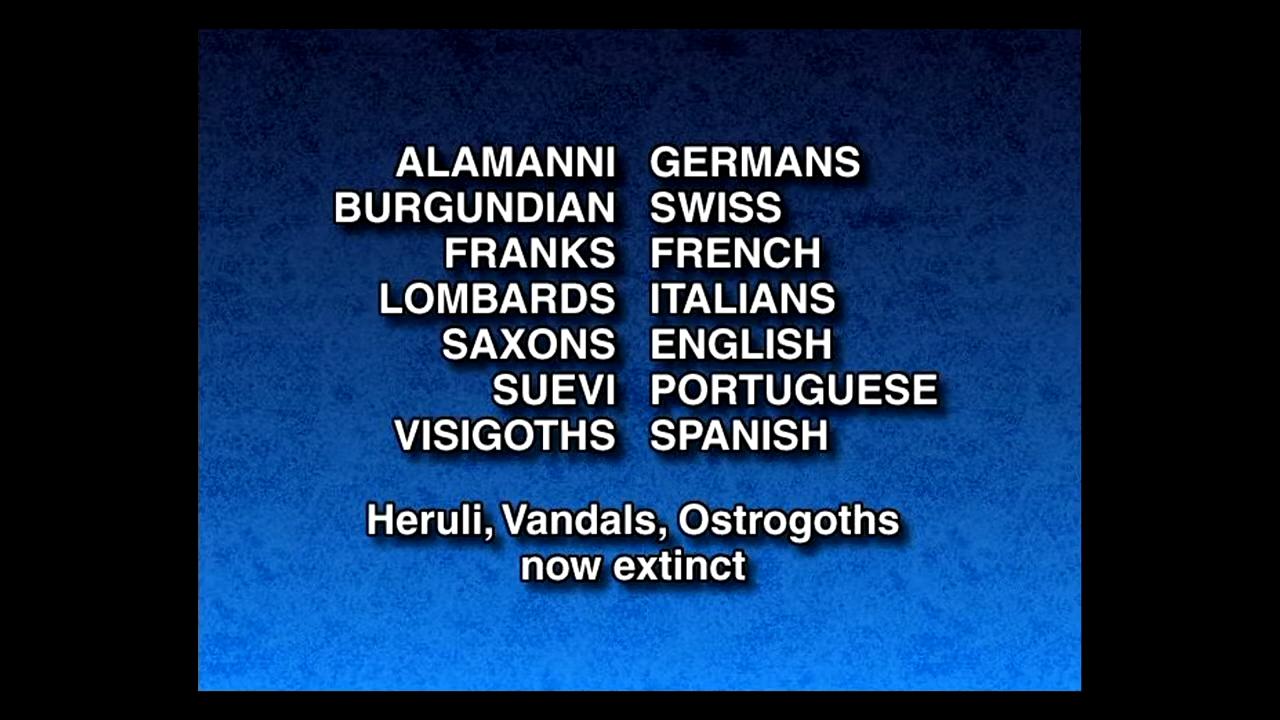 ALAMANNI GERMANS
BURGUNDIAN SWISS
FRANKS FRENCH
LOMBARDS ITALIANS
SAXONS ENGLISH
SUEVI PORTUGUESE
VISIGOTHS SPANISH
Heruli, Vandals, Ostrogoths
now extinct